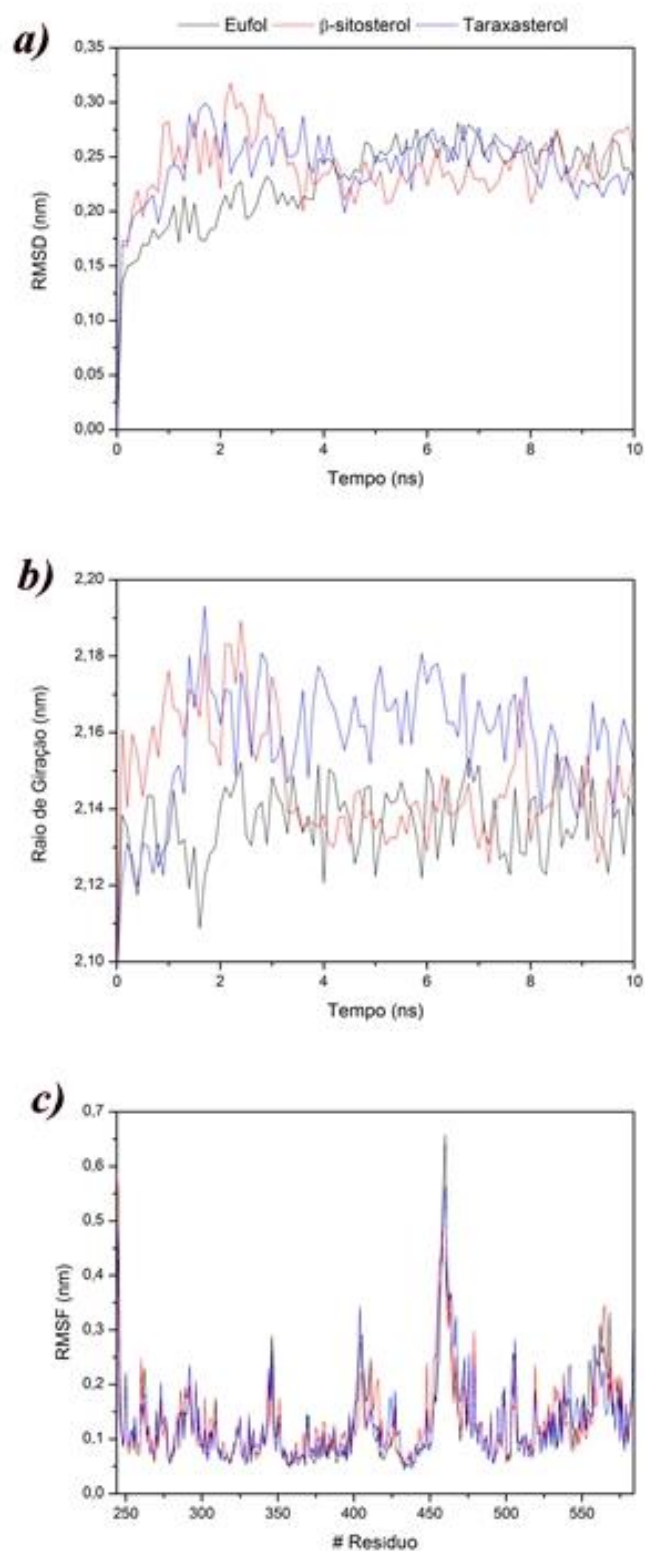 a)
Eufol β-sitosterol Taraxasterol
0,35
0,30
0,25
0,20
0,15
0,10
0,05
0,00
RMSD (nm)
0 2 4 6 8 10
Tempo (ns)
b)
2,20
2,18
2,16
2,14
2,12
2,10
Raio de Giração (nm)
0 2 4 6 8 10
Tempo (ns)
c)
0,7
0,6
0,5
0,4
0,3
0,2
0,1
0,0
RMSF (nm)
250 300 350 400 450 500 550
# Resíduo